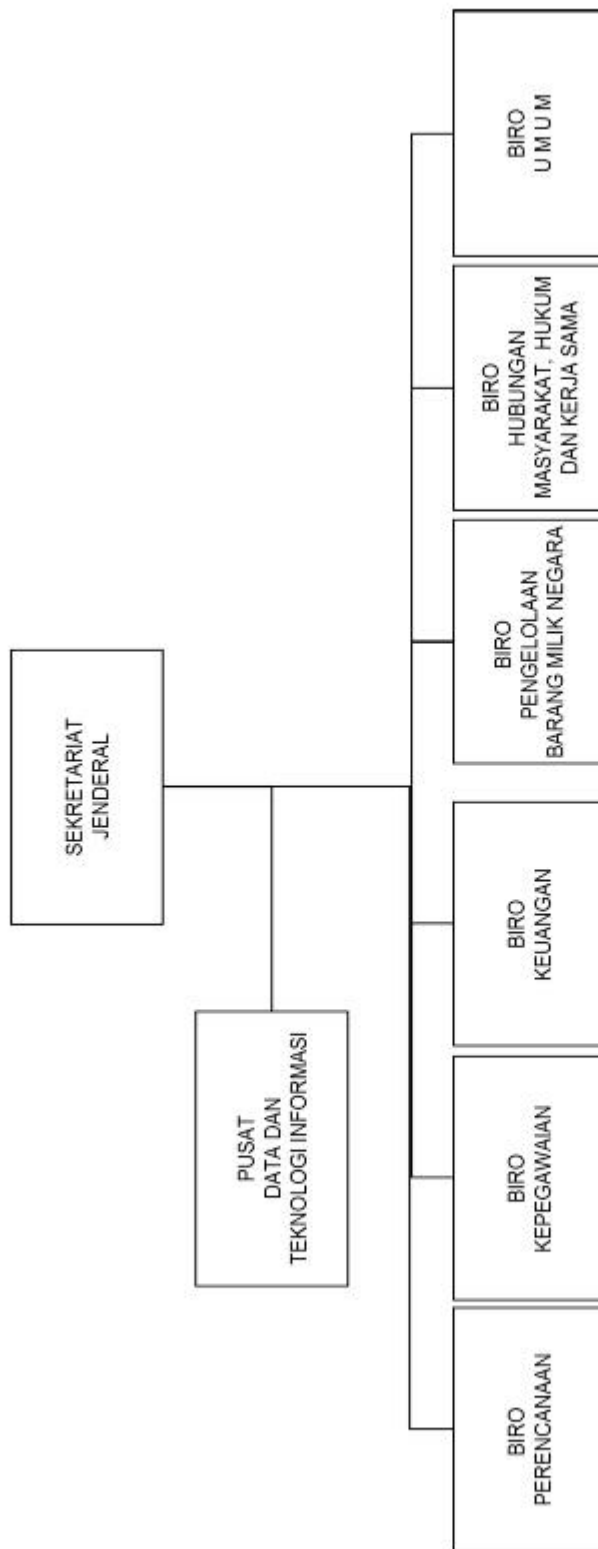 SEKRETARIAT
JENDERAL
PUSAT
DATA DAN
TEKNOLOGI INFORMASI
BIRO
PERENCANAAN
BIRO
KEPEGAWAIAN
BIRO
KEUANGAN
BIRO
PENGELOLAAN
BARANG MILIK NEGARA
BIRO
HUBUNGAN
MASYARAKAT, HUKUM
DAN KERJA SAMA
BIRO
U M U M